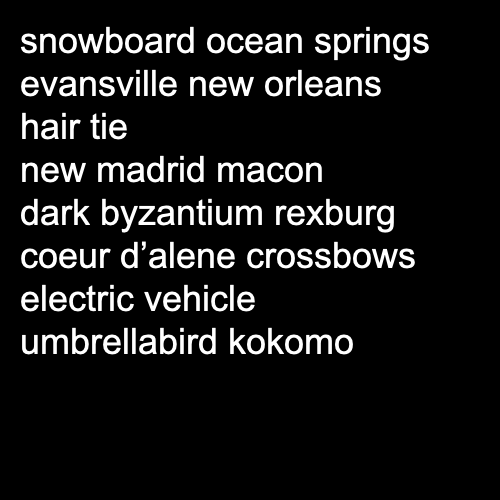 snowboard ocean springs
evansville new orleans
hair tie
new madrid macon
dark byzantium rexburg
coeur d’alene crossbows
electric vehicle
umbrellabird kokomo